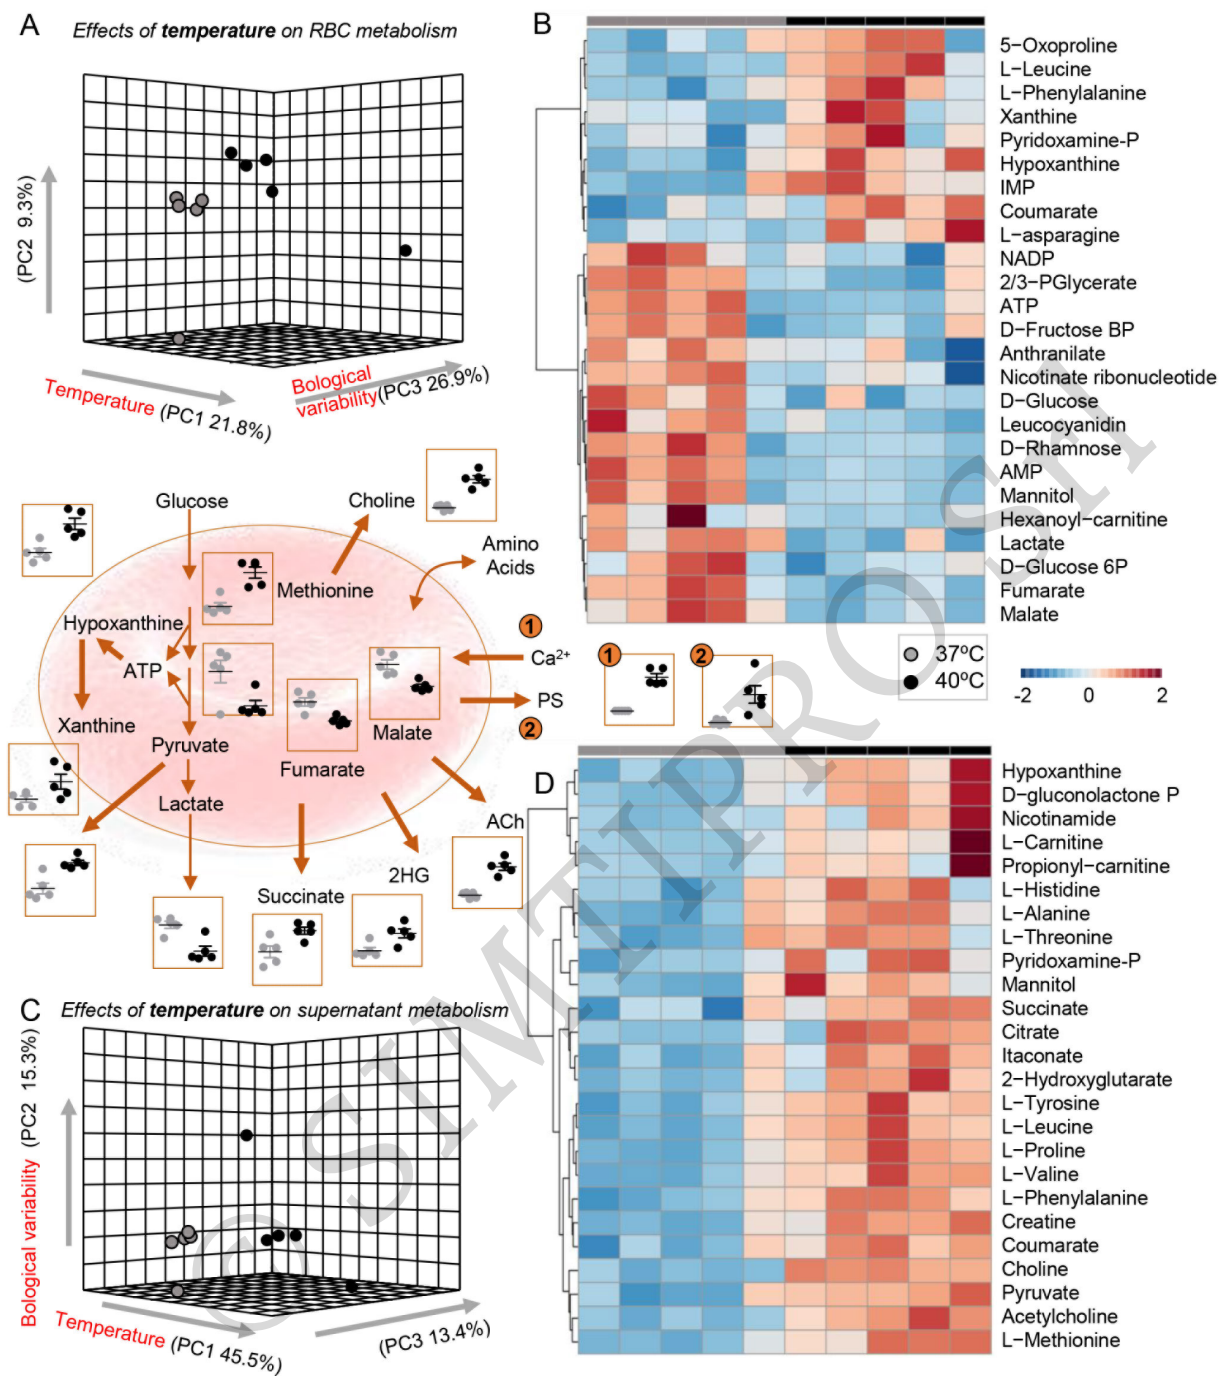 A
Effects of temperature on RBC metabolism
(PC2 9.3%)
Temperature (PC1 21.8%)
Bological
variability(PC3 26.9%)
B
5-Oxoproline
L-Leucine
L-Phenylalanine
Xanthine
Pyridoxamine-P
Hypoxanthine
IMP
Coumarate
L-asparagine
NADP
2/3-PGlycerate
ATP
D-Fructose BP
Anthranilate
Nicotinate ribonucleotide
D-Glucose
Leucocyanidin
D-Rhamnose
AMP
Mannitol
Hexanoyl-carnitine
Lactate
D-Glucose 6P
Fumarate
Malate
Glucose
Choline
Amino
Acids
Methionine
Hypoxanthine
1
Ca²⁺
ATP
PS
2
Xanthine
Pyruvate
Malate
Fumarate
Lactate
ACh
2HG
Succinate
1
2
37ºC
40ºC
-2 0 2
C
Effects of temperature on supernatant metabolism
Bological variability (PC2 15.3%)
Temperature (PC1 45.5%)
(PC3 13.4%)
D
Hypoxanthine
D-gluconolactone P
Nicotinamide
L-Carnitine
Propionyl-carnitine
L-Histidine
L-Alanine
L-Threonine
Pyridoxamine-P
Mannitol
Succinate
Citrate
Itaconate
2-Hydroxyglutarate
L-Tyrosine
L-Leucine
L-Proline
L-Valine
L-Phenylalanine
Creatine
Coumarate
Choline
Pyruvate
Acetylcholine
L-Methionine
© SIMTIPRO Srl